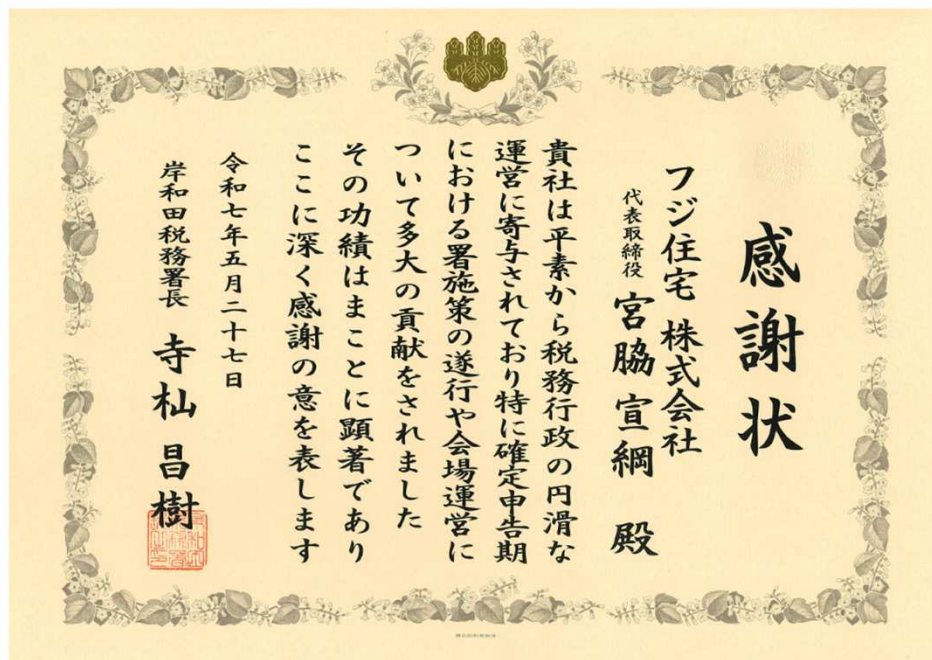 感謝状
フジ住宅 株式会社
代表取締役 宮脇 宣綱 殿
貴社は平素から税務行政の円滑な
運営に寄与されており特に確定申告期
における署施策の遂行や会場運営に
ついて多大の貢献をされました
その功績はまことに顕著であり
ここに深く感謝の意を表します
令和七年五月二十七日
岸和田税務署長 寺杣 昌樹